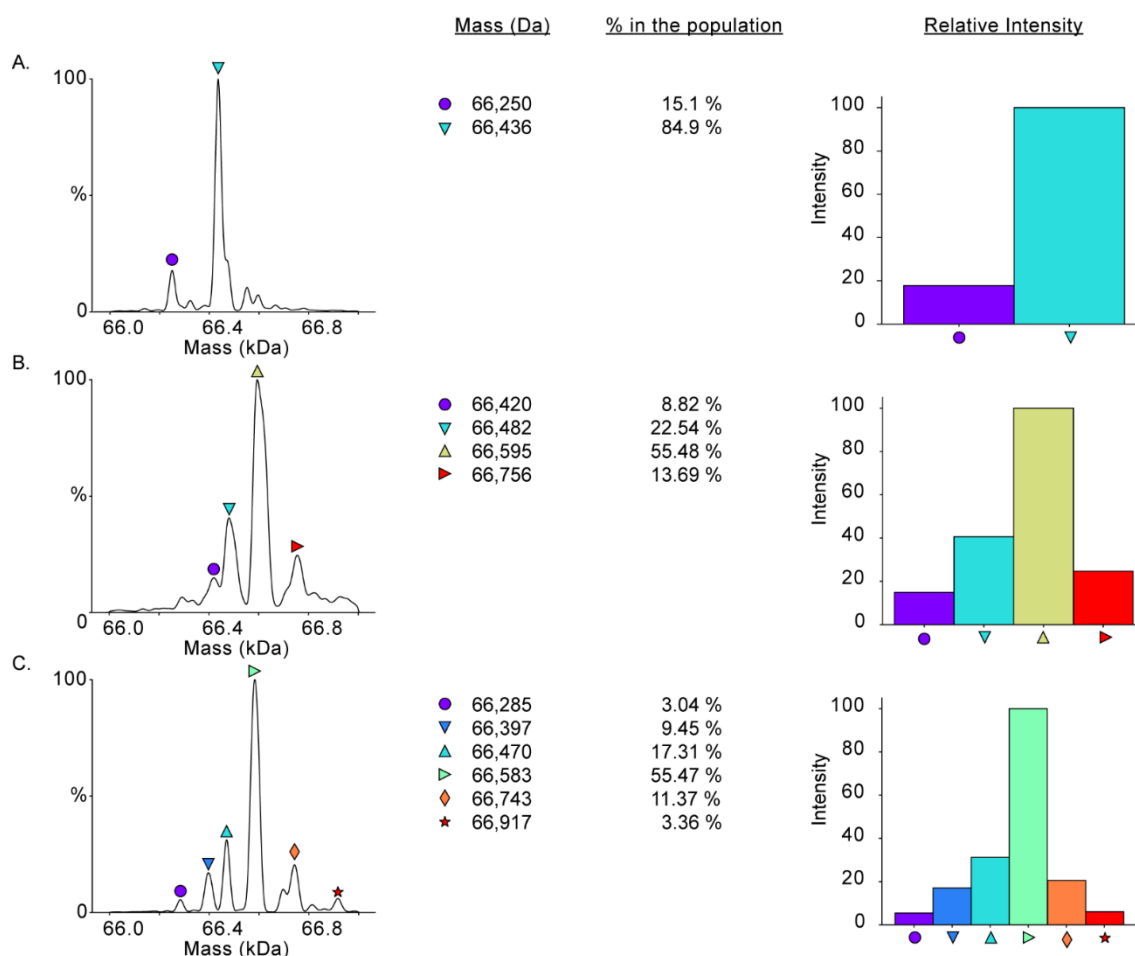 Mass (Da) % in the population Relative Intensity
A.
100
%
0
66.0 66.4 66.8
Mass (kDa)
66,250 15.1 %
66,436 84.9 %
Intensity
100
80
60
40
20
0
B.
100
%
0
66.0 66.4 66.8
Mass (kDa)
66,420 8.82 %
66,482 22.54 %
66,595 55.48 %
66,756 13.69 %
Intensity
100
80
60
40
20
0
C.
100
%
0
66.0 66.4 66.8
Mass (kDa)
66,285 3.04 %
66,397 9.45 %
66,470 17.31 %
66,583 55.47 %
66,743 11.37 %
66,917 3.36 %
Intensity
100
80
60
40
20
0